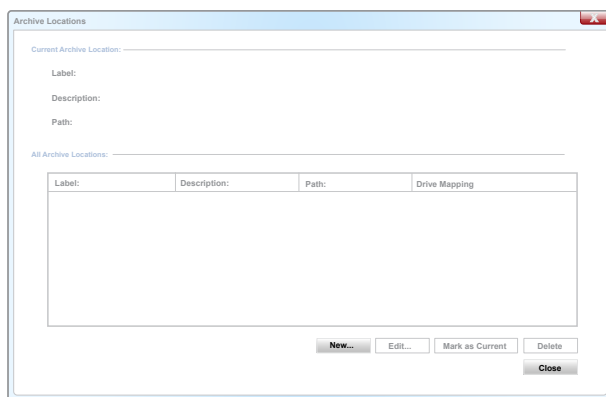 Archive Locations
X
Current Archive Location:
Label:
Description:
Path:
All Archive Locations:
Label: Description: Path: Drive Mapping
New... Edit... Mark as Current Delete
Close